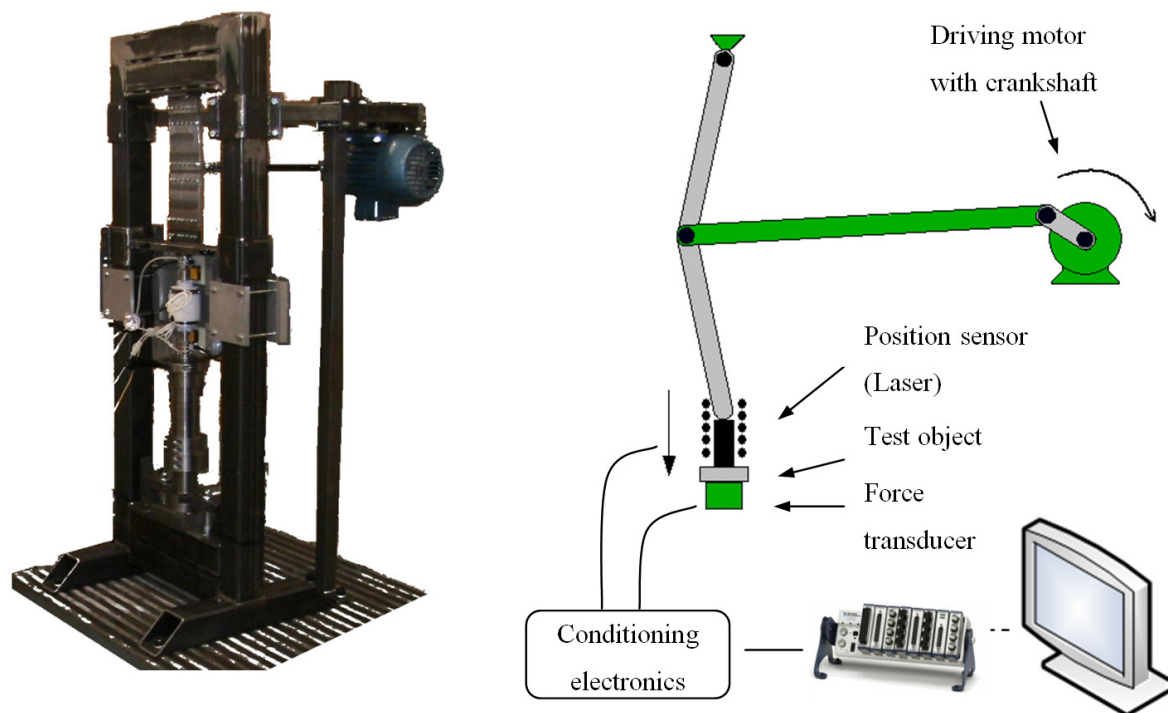 Driving motor
with crankshaft
Position sensor
(Laser)
Test object
Force
transducer
Conditioning
electronics